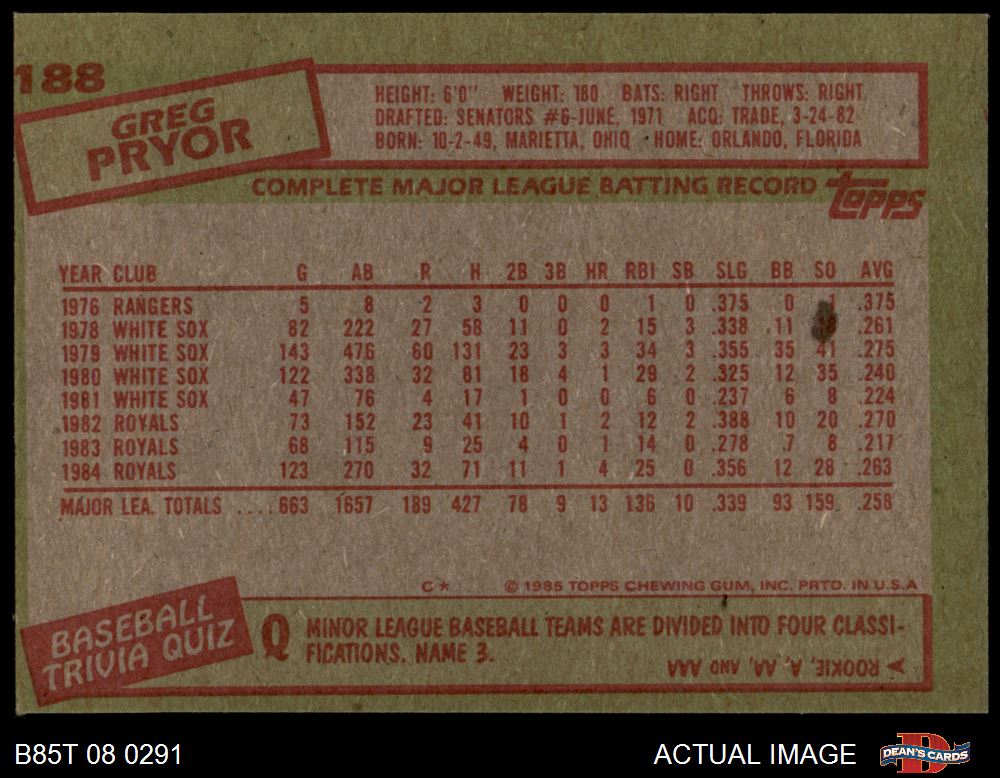 188
GREG
PRYOR
HEIGHT: 6'0" WEIGHT: 180 BATS: RIGHT THROWS: RIGHT
DRAFTED: SENATORS #6-JUNE, 1971 ACQ: TRADE, 3-24-82
BORN: 10-2-49, MARIETTA, OHIO · HOME: ORLANDO, FLORIDA
COMPLETE MAJOR LEAGUE BATTING RECORD Topps
YEAR CLUB G AB R H 2B 3B HR RBI SB SLG BB SO AVG
1976 RANGERS 5 8 2 3 0 0 0 1 0 .375 0 1 .375
1978 WHITE SOX 82 222 27 58 11 0 2 15 3 .338 11 .261
1979 WHITE SOX 143 476 60 131 23 3 3 34 3 .355 35 41 .275
1980 WHITE SOX 122 338 32 81 18 4 1 29 2 .325 12 35 .240
1981 WHITE SOX 47 76 4 17 1 0 0 6 0 .237 6 8 .224
1982 ROYALS 73 152 23 41 10 1 2 12 2 .388 10 20 .270
1983 ROYALS 68 115 9 25 4 0 1 14 0 .278 .7 8 .217
1984 ROYALS 123 270 32 71 11 1 4 25 0 .356 12 28 .263
MAJOR LEA. TOTALS ....663 1657 189 427 78 9 13 136 10 .339 93 159 .258
C* © 1985 TOPPS CHEWING GUM, INC. PRTD. IN U.S.A
BASEBALL
TRIVIA QUIZ
Q MINOR LEAGUE BASEBALL TEAMS ARE DIVIDED INTO FOUR CLASSI-
FICATIONS. NAME 3.
A ROOKIE, A, AA, AND AAA
B85T 08 0291
ACTUAL IMAGE
D
DEAN'S CARDS